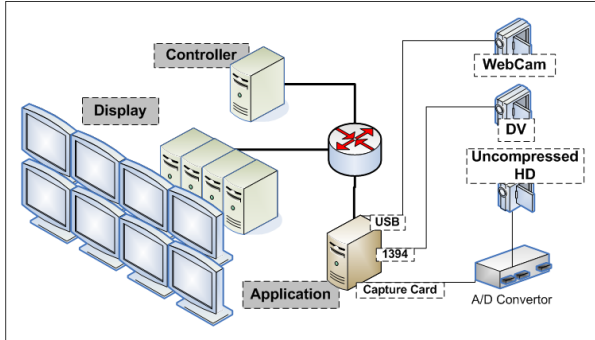 Controller
WebCam
Display
DV
Uncompressed
HD
USB
1394
Application
Capture Card
A/D Convertor